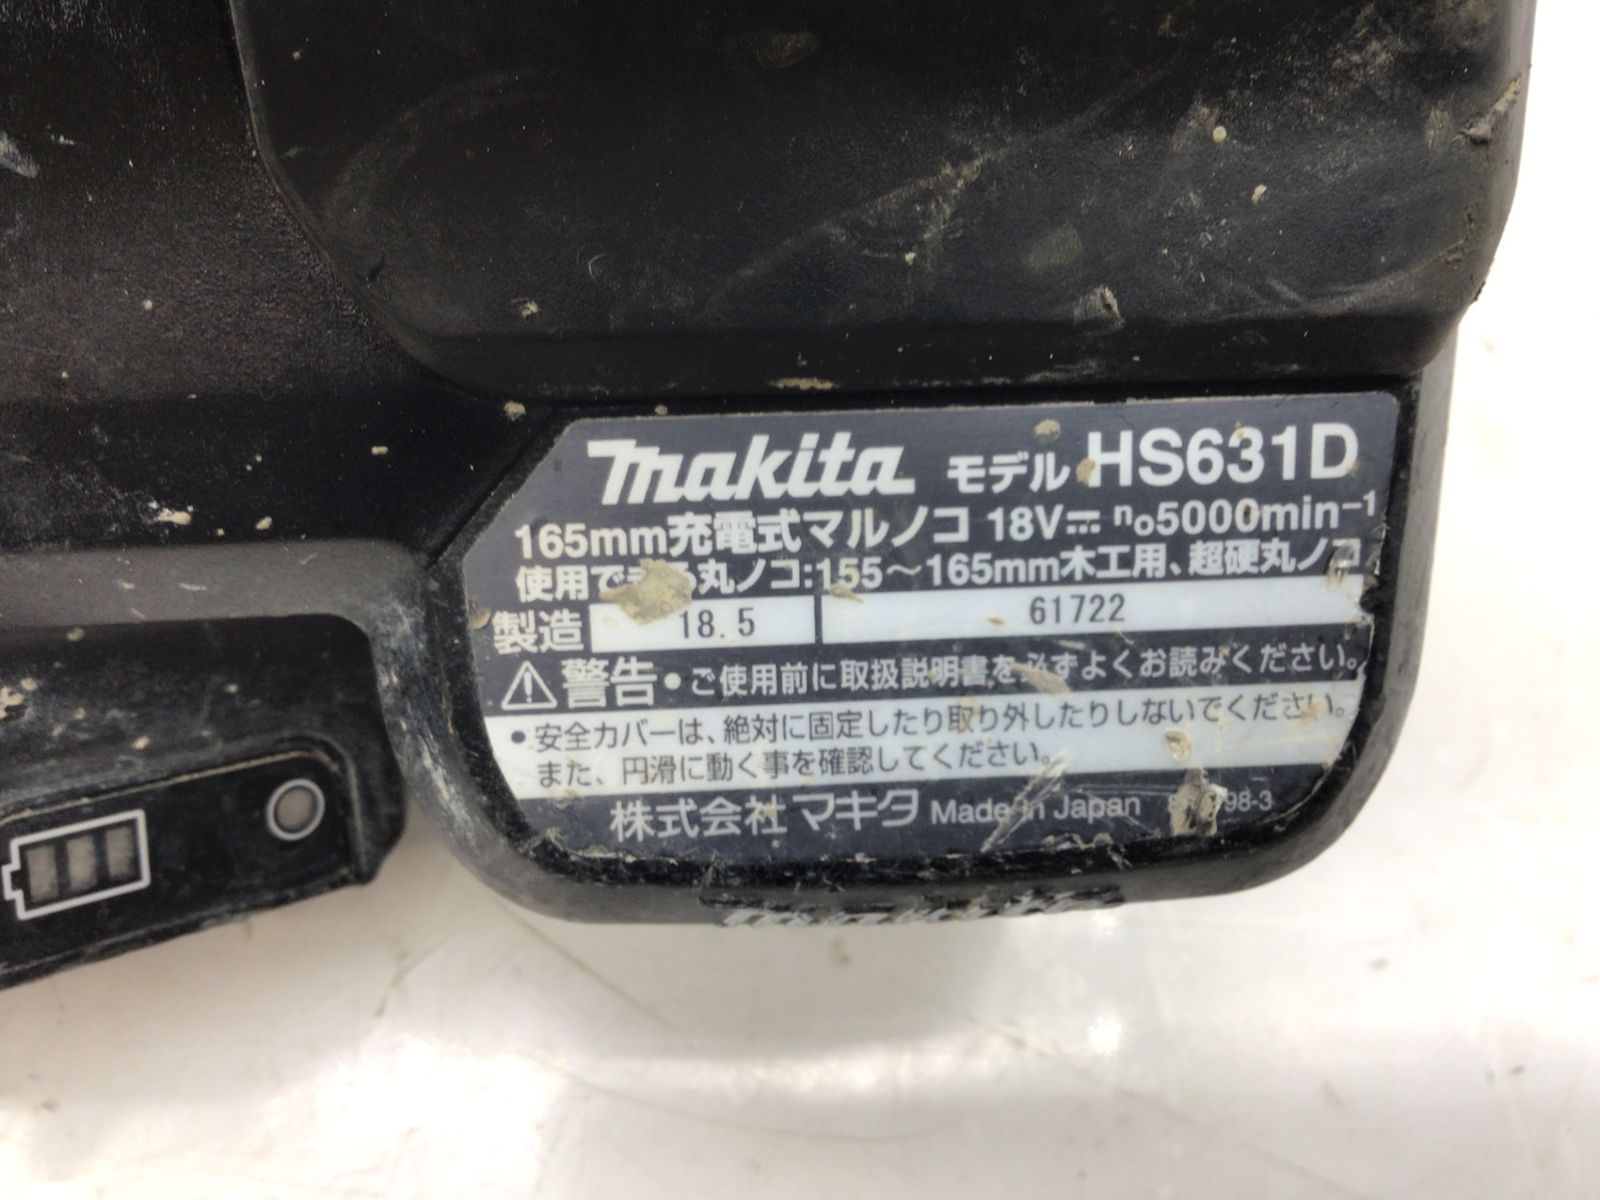 makita モデル HS631D
165mm充電式マルノコ 18V⎓ n₀5000min⁻¹
使用できる丸ノコ:155～165mm木工用、超硬丸ノコ
製造 18.5 61722
⚠警告 •ご使用前に取扱説明書を必ずよくお読みください。
•安全カバーは、絶対に固定したり取り外したりしないでください。
また、円滑に動く事を確認してください。
株式会社マキタ Made in Japan